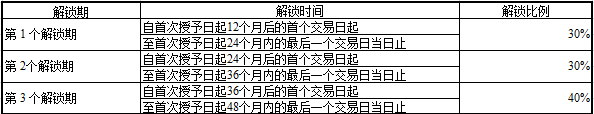 解锁期 解锁时间 解锁比例
第 1 个解锁期 自首次授予日起12个月后的首个交易日起 30%
至首次授予日起24个月内的最后一个交易日当日止
第 2个解锁期 自首次授予日起24个月后的首个交易日起 30%
至首次授予日起36个月内的最后一个交易日当日止
第 3 个解锁期 自首次授予日起36个月后的首个交易日起 40%
至首次授予日起48个月内的最后一个交易日当日止